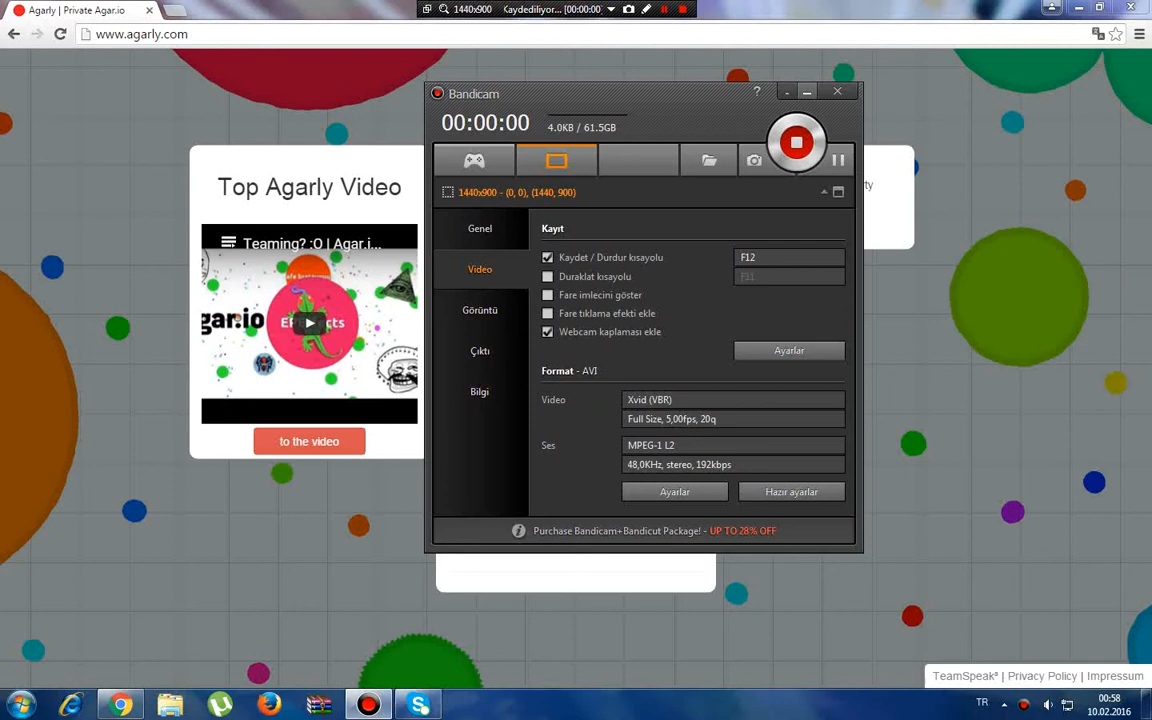 Agarly | Private Agar.io
1440x900 Kaydediliyor... [00:00:00]
www.agarly.com
Top Agarly Video
Teaming? :O | Agar.i...
gar.io
to the video
Bandicam
?
00:00:00
4.0KB / 61.5GB
1440x900 - (0, 0), (1440, 900)
Genel
Video
Görüntü
Çıktı
Bilgi
Kayıt
Kaydet / Durdur kısayolu F12
Duraklat kısayolu F11
Fare imlecini göster
Fare tıklama efekti ekle
Webcam kaplaması ekle
Ayarlar
Format - AVI
Video Xvid (VBR)
Full Size, 5,00fps, 20q
Ses MPEG-1 L2
48,0KHz, stereo, 192kbps
Ayarlar Hazır ayarlar
Purchase Bandicam+Bandicut Package! - UP TO 28% OFF
TeamSpeak³ | Privacy Policy | Impressum
TR
00:58
10.02.2016